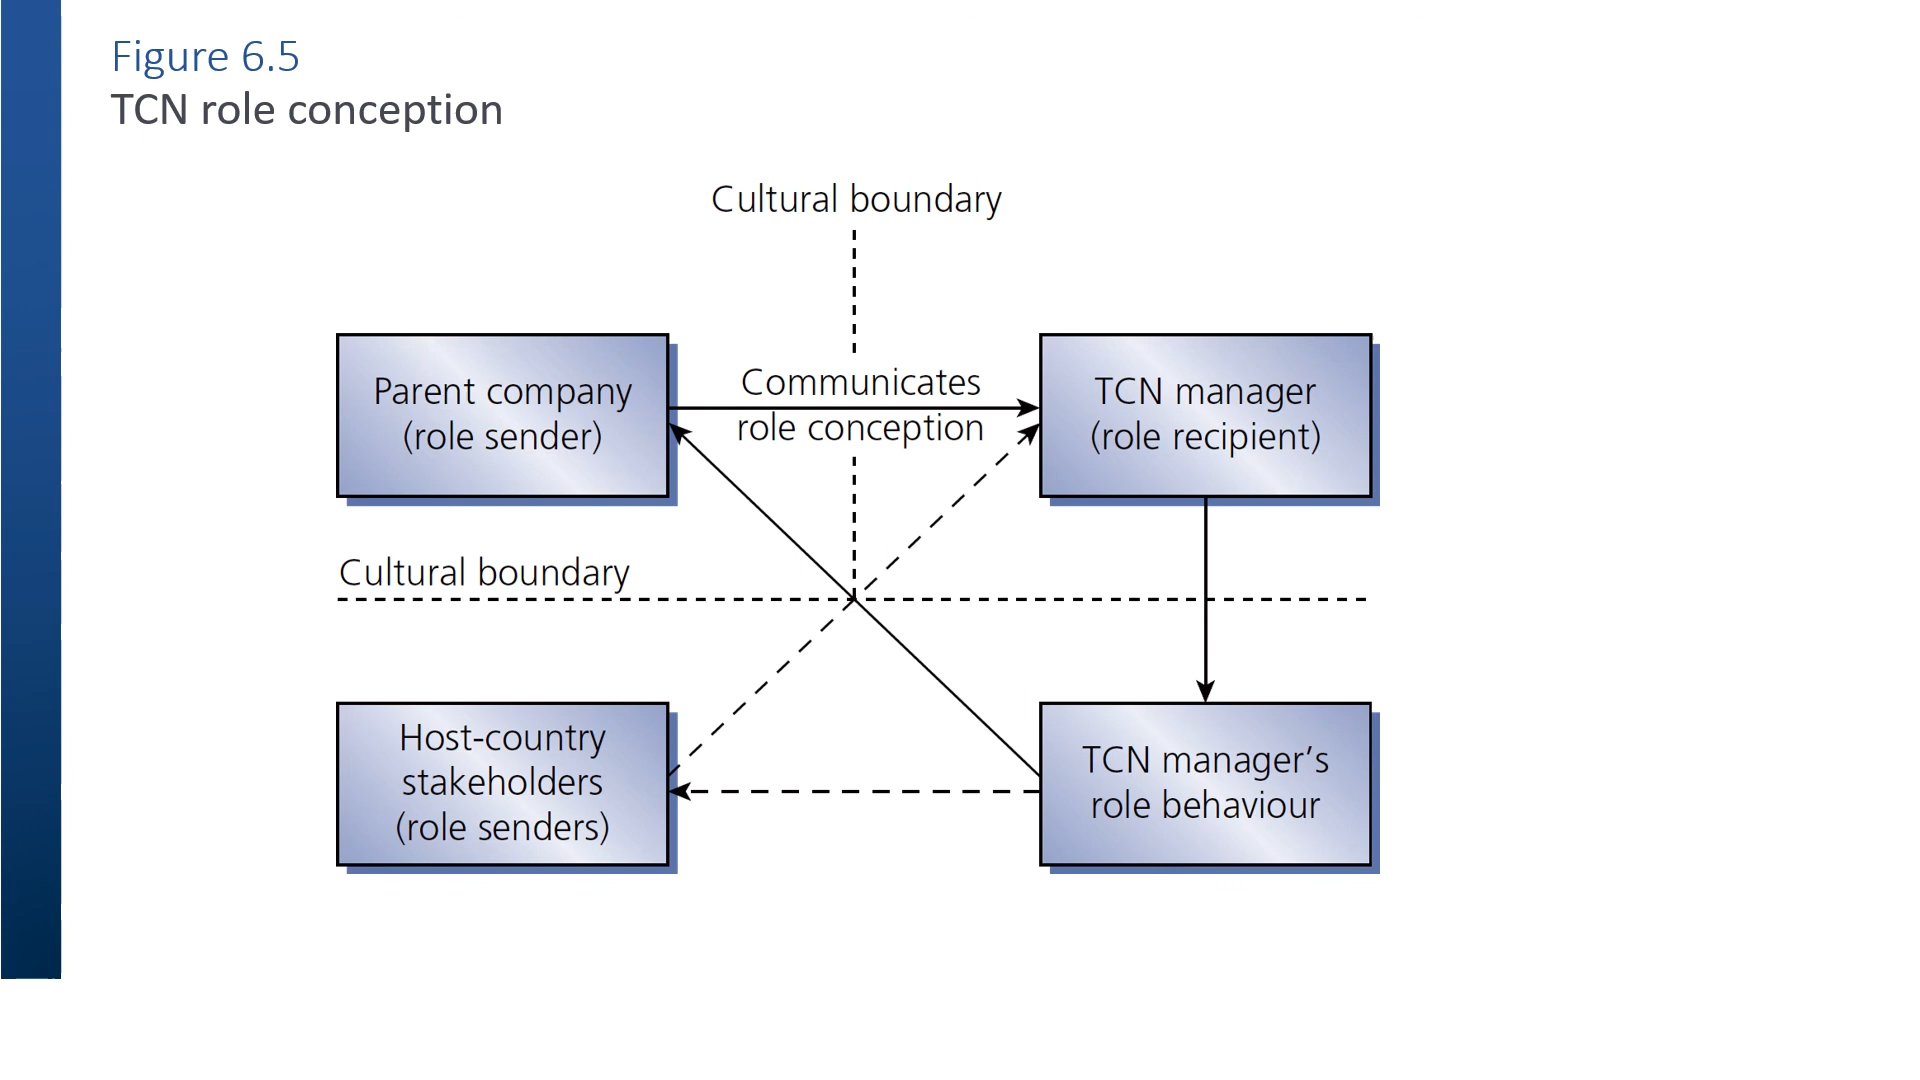 Figure 6.5
TCN role conception
Cultural boundary
Parent company
(role sender)
Communicates
role conception
TCN manager
(role recipient)
Cultural boundary
Host-country
stakeholders
(role senders)
TCN manager’s
role behaviour